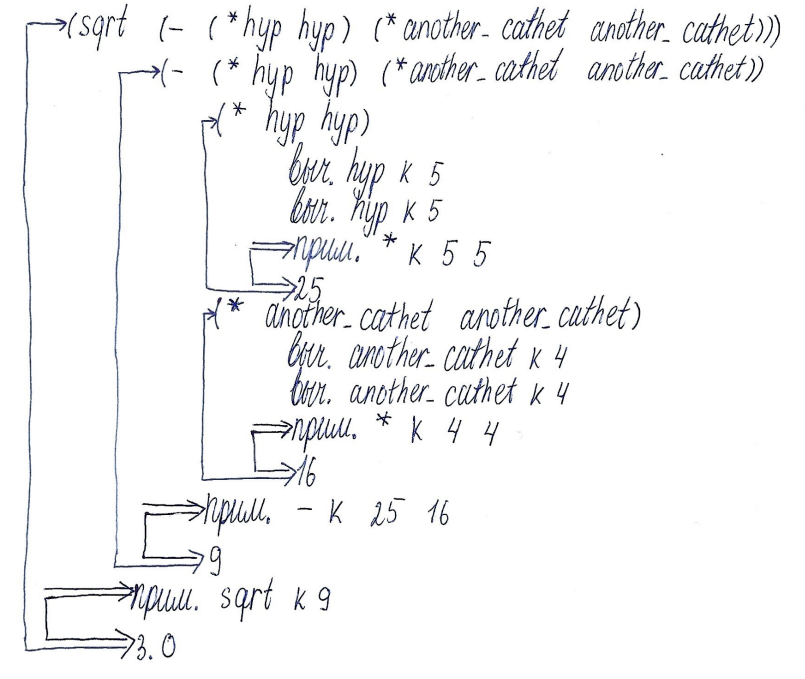 (sqrt (- (*hyp hyp) (*another_cathet another_cathet)))
(- (* hyp hyp) (*another_cathet another_cathet))
(* hyp hyp)
выч. hyp к 5
выч. hyp к 5
прим. * к 5 5
25
(* another_cathet another_cathet)
выч. another_cathet к 4
выч. another_cathet к 4
прим. * к 4 4
16
прим. - к 25 16
9
прим. sqrt к 9
3.0